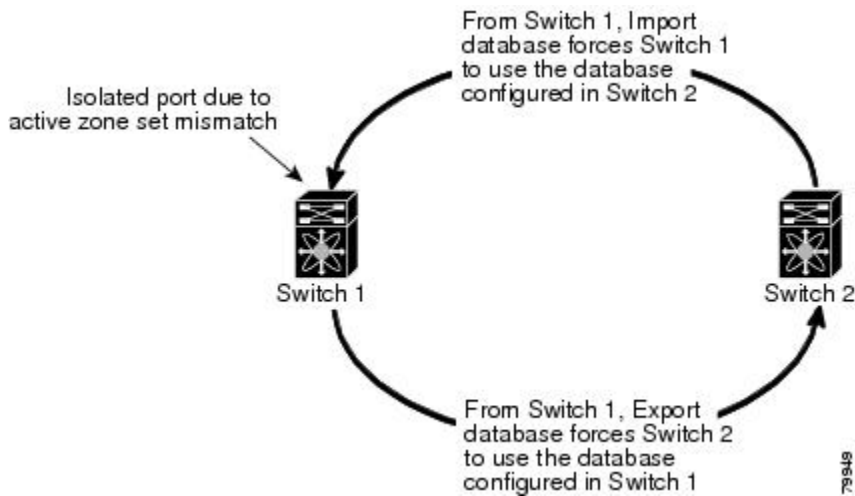 From Switch 1, Import
database forces Switch 1
to use the database
configured in Switch 2
Isolated port due to
active zone set mismatch
Switch 1
Switch 2
From Switch 1, Export
database forces Switch 2
to use the database
configured in Switch 1
79949